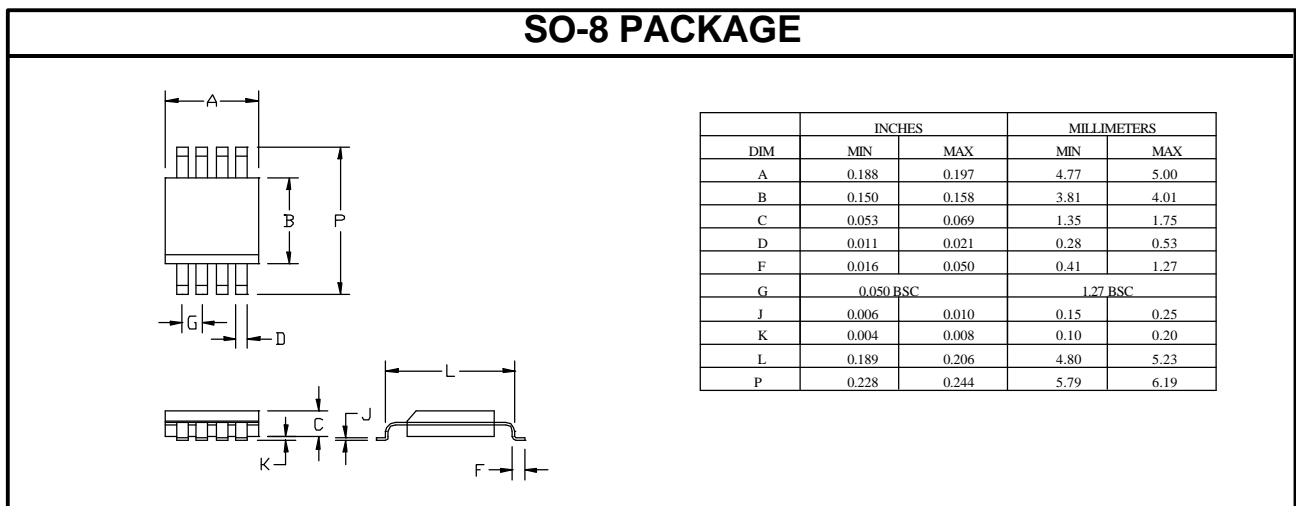 SO-8 PACKAGE
A
B
P
G
D
C
K
L
J
F
INCHES MILLIMETERS
DIM MIN MAX MIN MAX
A 0.188 0.197 4.77 5.00
B 0.150 0.158 3.81 4.01
C 0.053 0.069 1.35 1.75
D 0.011 0.021 0.28 0.53
F 0.016 0.050 0.41 1.27
G 0.050 BSC 1.27 BSC
J 0.006 0.010 0.15 0.25
K 0.004 0.008 0.10 0.20
L 0.189 0.206 4.80 5.23
P 0.228 0.244 5.79 6.19